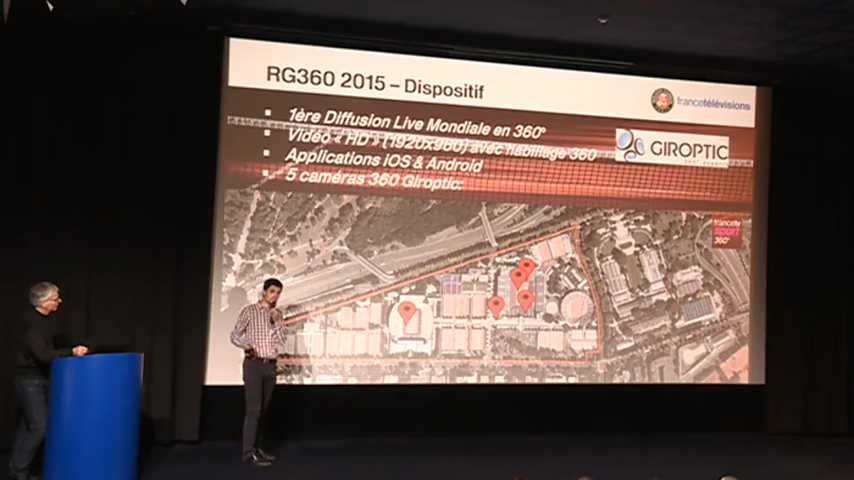 RG360 2015 – Dispositif
francetélévisions
1ère Diffusion Live Mondiale en 360°
Vidéo « HD » (1920x960) avec habillage 360
Applications iOS & Android
5 caméras 360 Giroptic:
GIROPTIC
francetv
sport
360°